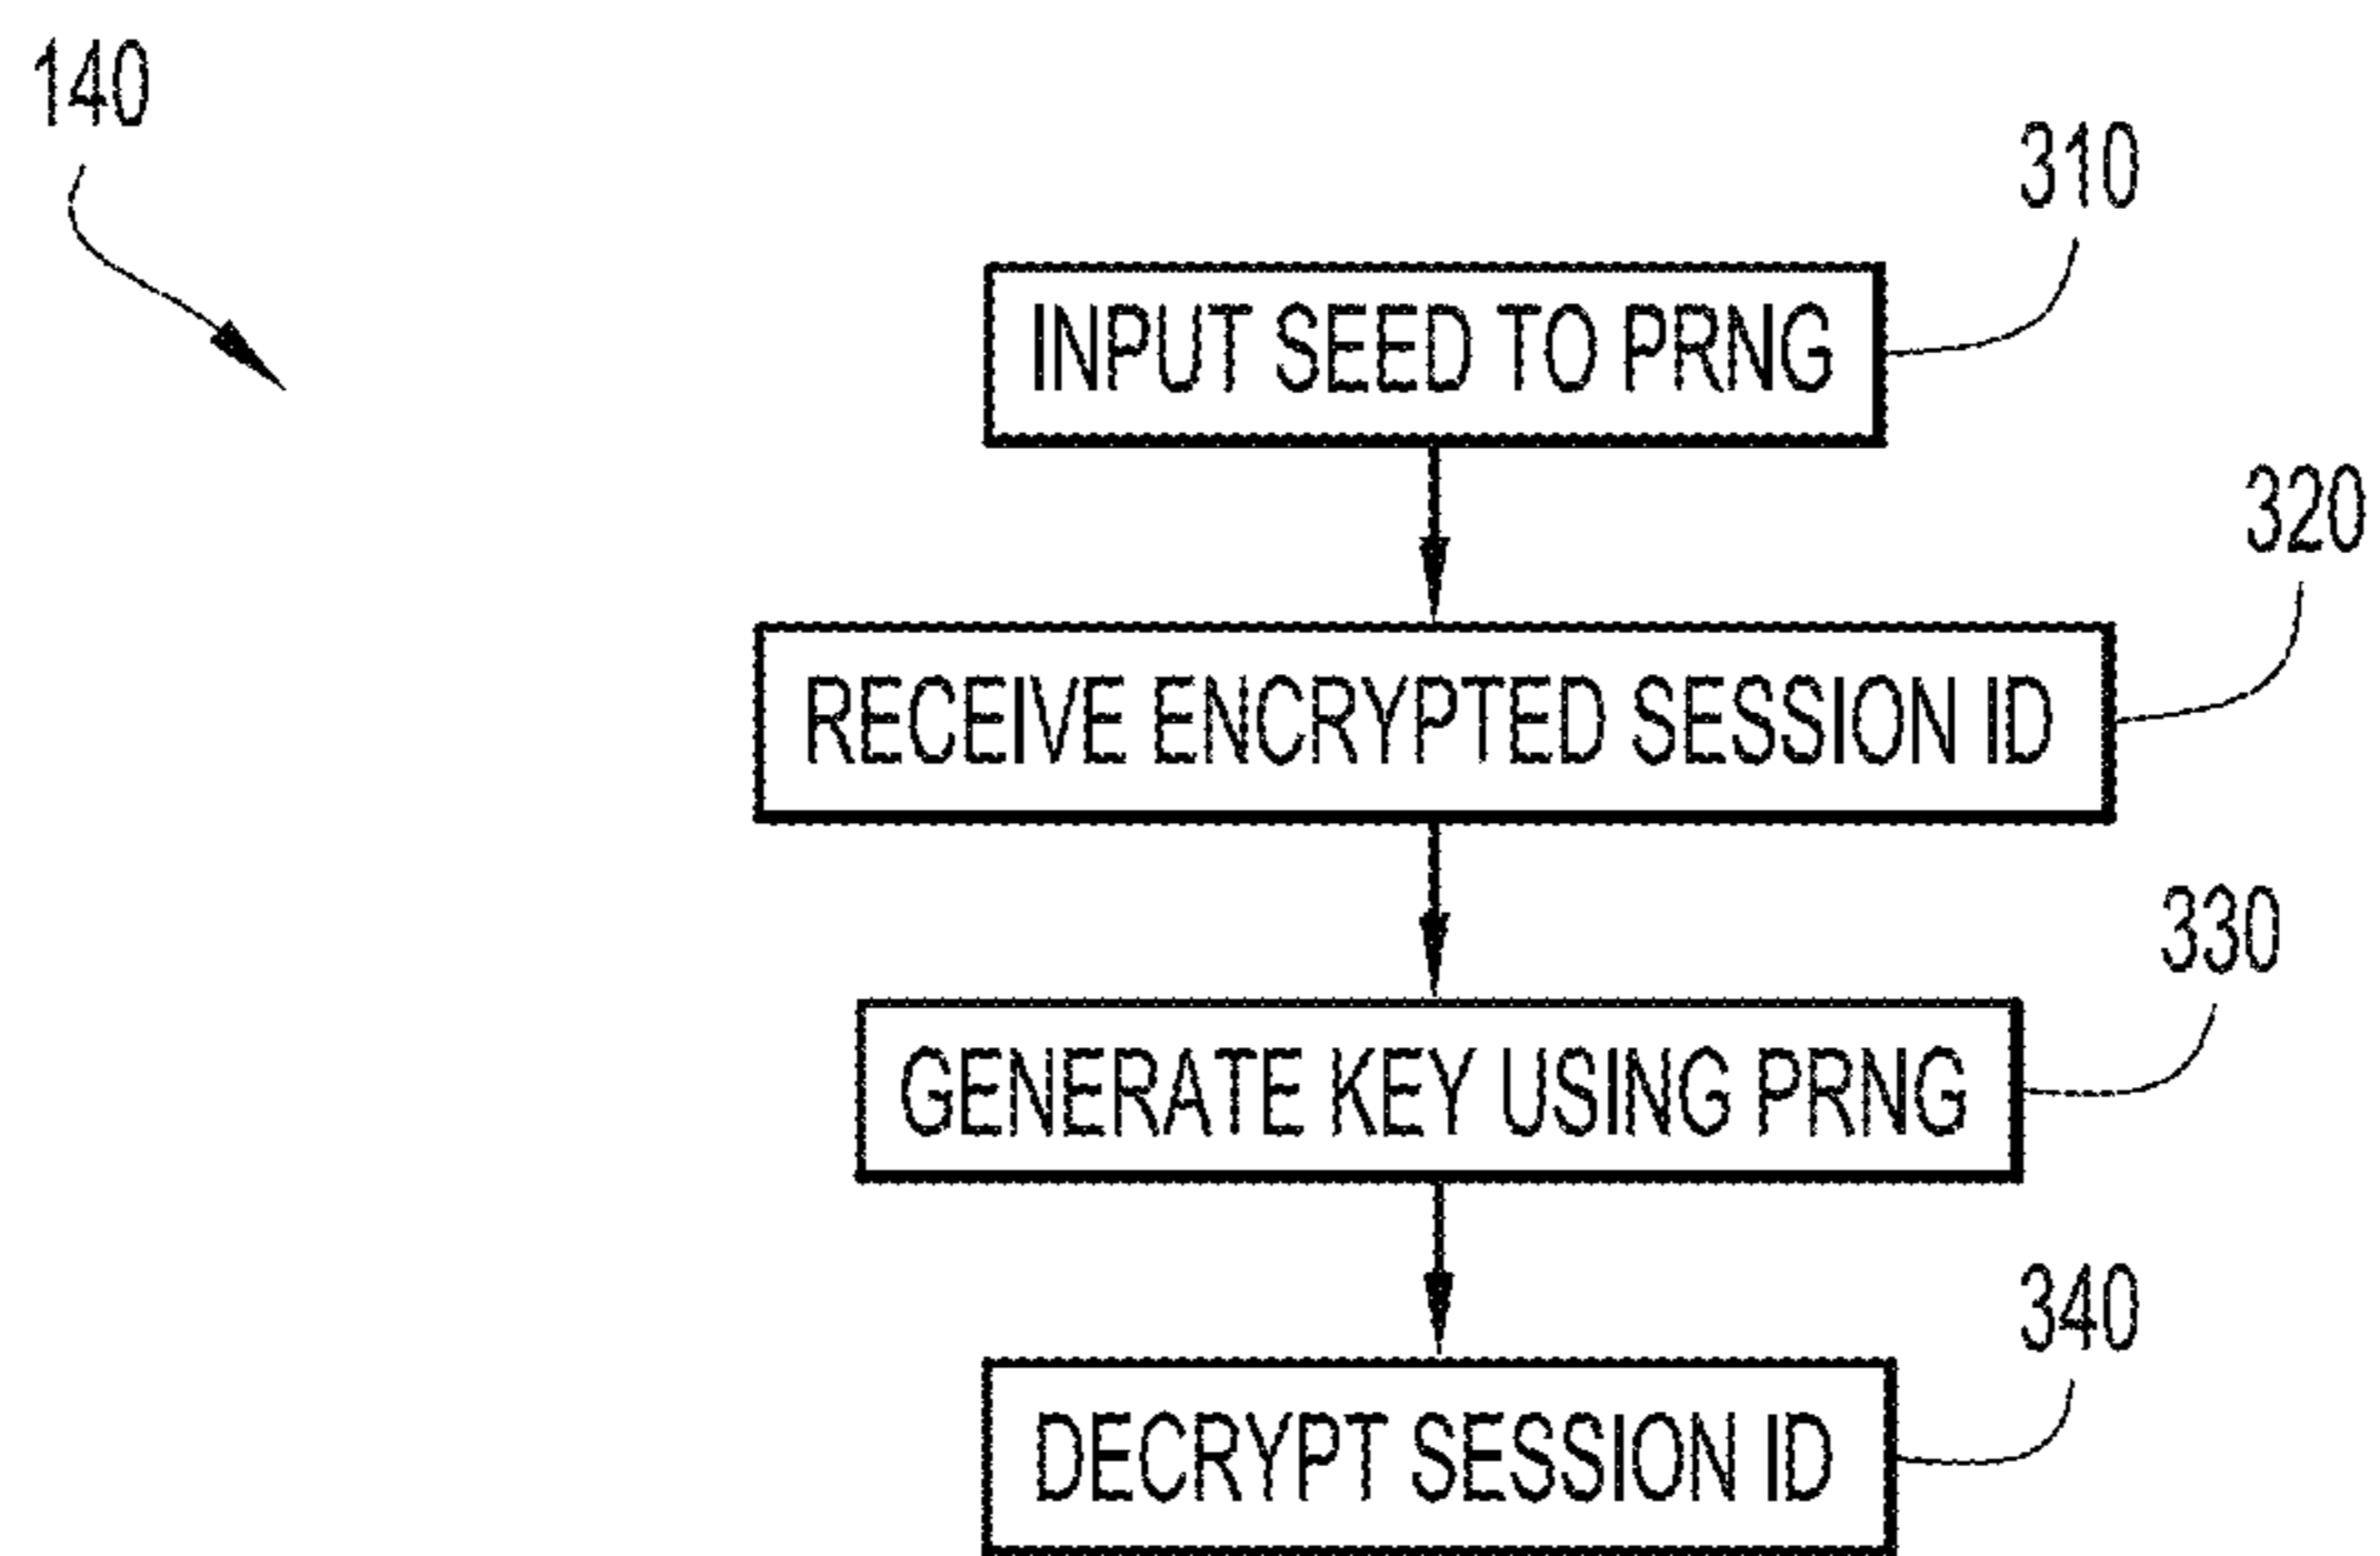 140
310
INPUT SEED TO PRNG
320
RECEIVE ENCRYPTED SESSION ID
330
GENERATE KEY USING PRNG
340
DECRYPT SESSION ID